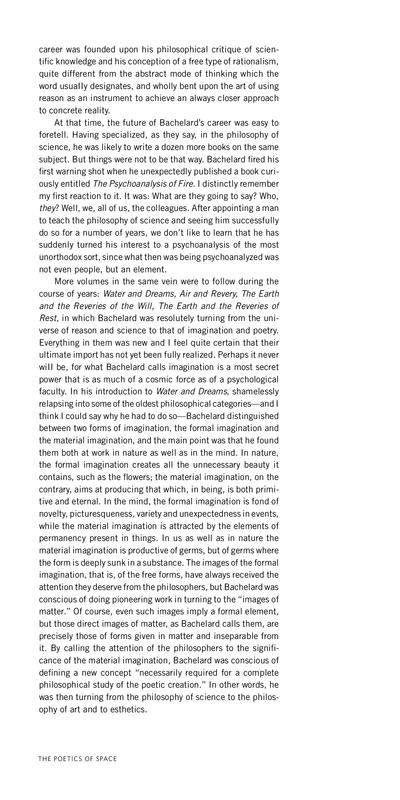 career was founded upon his philosophical critique of scien-
tific knowledge and his conception of a free type of rationalism,
quite different from the abstract mode of thinking which the
word usually designates, and wholly bent upon the art of using
reason as an instrument to achieve an always closer approach
to concrete reality.
At that time, the future of Bachelard's career was easy to
foretell. Having specialized, as they say, in the philosophy of
science, he was likely to write a dozen more books on the same
subject. But things were not to be that way. Bachelard fired his
first warning shot when he unexpectedly published a book curi-
ously entitled The Psychoanalysis of Fire. I distinctly remember
my first reaction to it. It was: What are they going to say? Who,
they? Well, we, all of us, the colleagues. After appointing a man
to teach the philosophy of science and seeing him successfully
do so for a number of years, we don't like to learn that he has
suddenly turned his interest to a psychoanalysis of the most
unorthodox sort, since what then was being psychoanalyzed was
not even people, but an element.
More volumes in the same vein were to follow during the
course of years: Water and Dreams, Air and Revery, The Earth
and the Reveries of the Will, The Earth and the Reveries of
Rest, in which Bachelard was resolutely turning from the uni-
verse of reason and science to that of imagination and poetry.
Everything in them was new and I feel quite certain that their
ultimate import has not yet been fully realized. Perhaps it never
will be, for what Bachelard calls imagination is a most secret
power that is as much of a cosmic force as of a psychological
faculty. In his introduction to Water and Dreams, shamelessly
relapsing into some of the oldest philosophical categories—and I
think I could say why he had to do so—Bachelard distinguished
between two forms of imagination, the formal imagination and
the material imagination, and the main point was that he found
them both at work in nature as well as in the mind. In nature,
the formal imagination creates all the unnecessary beauty it
contains, such as the flowers; the material imagination, on the
contrary, aims at producing that which, in being, is both primi-
tive and eternal. In the mind, the formal imagination is fond of
novelty, picturesqueness, variety and unexpectedness in events,
while the material imagination is attracted by the elements of
permanency present in things. In us as well as in nature the
material imagination is productive of germs, but of germs where
the form is deeply sunk in a substance. The images of the formal
imagination, that is, of the free forms, have always received the
attention they deserve from the philosophers, but Bachelard was
conscious of doing pioneering work in turning to the "images of
matter." Of course, even such images imply a formal element,
but those direct images of matter, as Bachelard calls them, are
precisely those of forms given in matter and inseparable from
it. By calling the attention of the philosophers to the signifi-
cance of the material imagination, Bachelard was conscious of
defining a new concept "necessarily required for a complete
philosophical study of the poetic creation." In other words, he
was then turning from the philosophy of science to the philos-
ophy of art and to esthetics.
THE POETICS OF SPACE